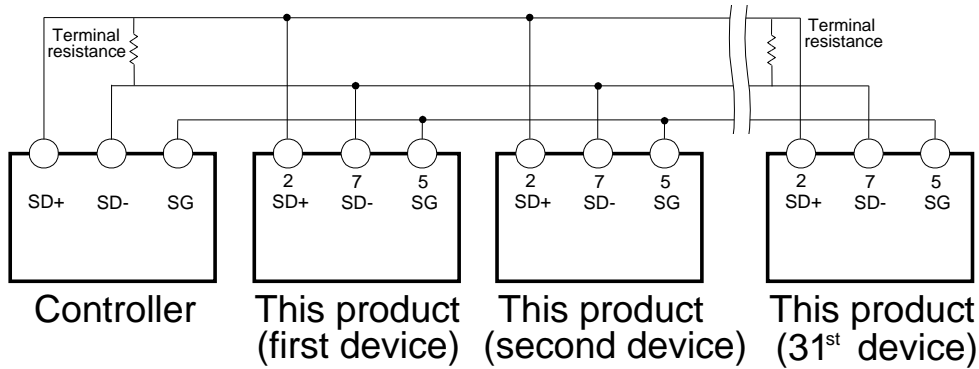 Terminal
resistance
Terminal
resistance
2 7 5 2 7 5 2 7 5
SD+ SD- SG SD+ SD- SG SD+ SD- SG SD+ SD- SG
Controller
This product
(first device)
This product
(second device)
This product
(31st device)